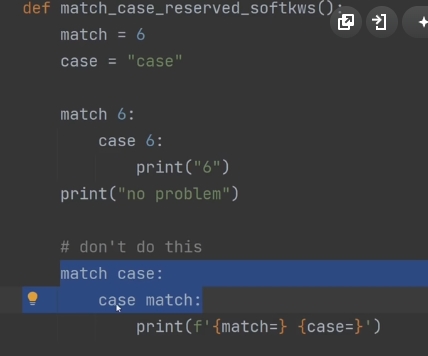 def match_case_reserved_softkws():
    match = 6
    case = "case"

    match 6:
        case 6:
            print("6")
    print("no problem")

    # don't do this
    match case:
        case match:
            print(f'{match=} {case=}')